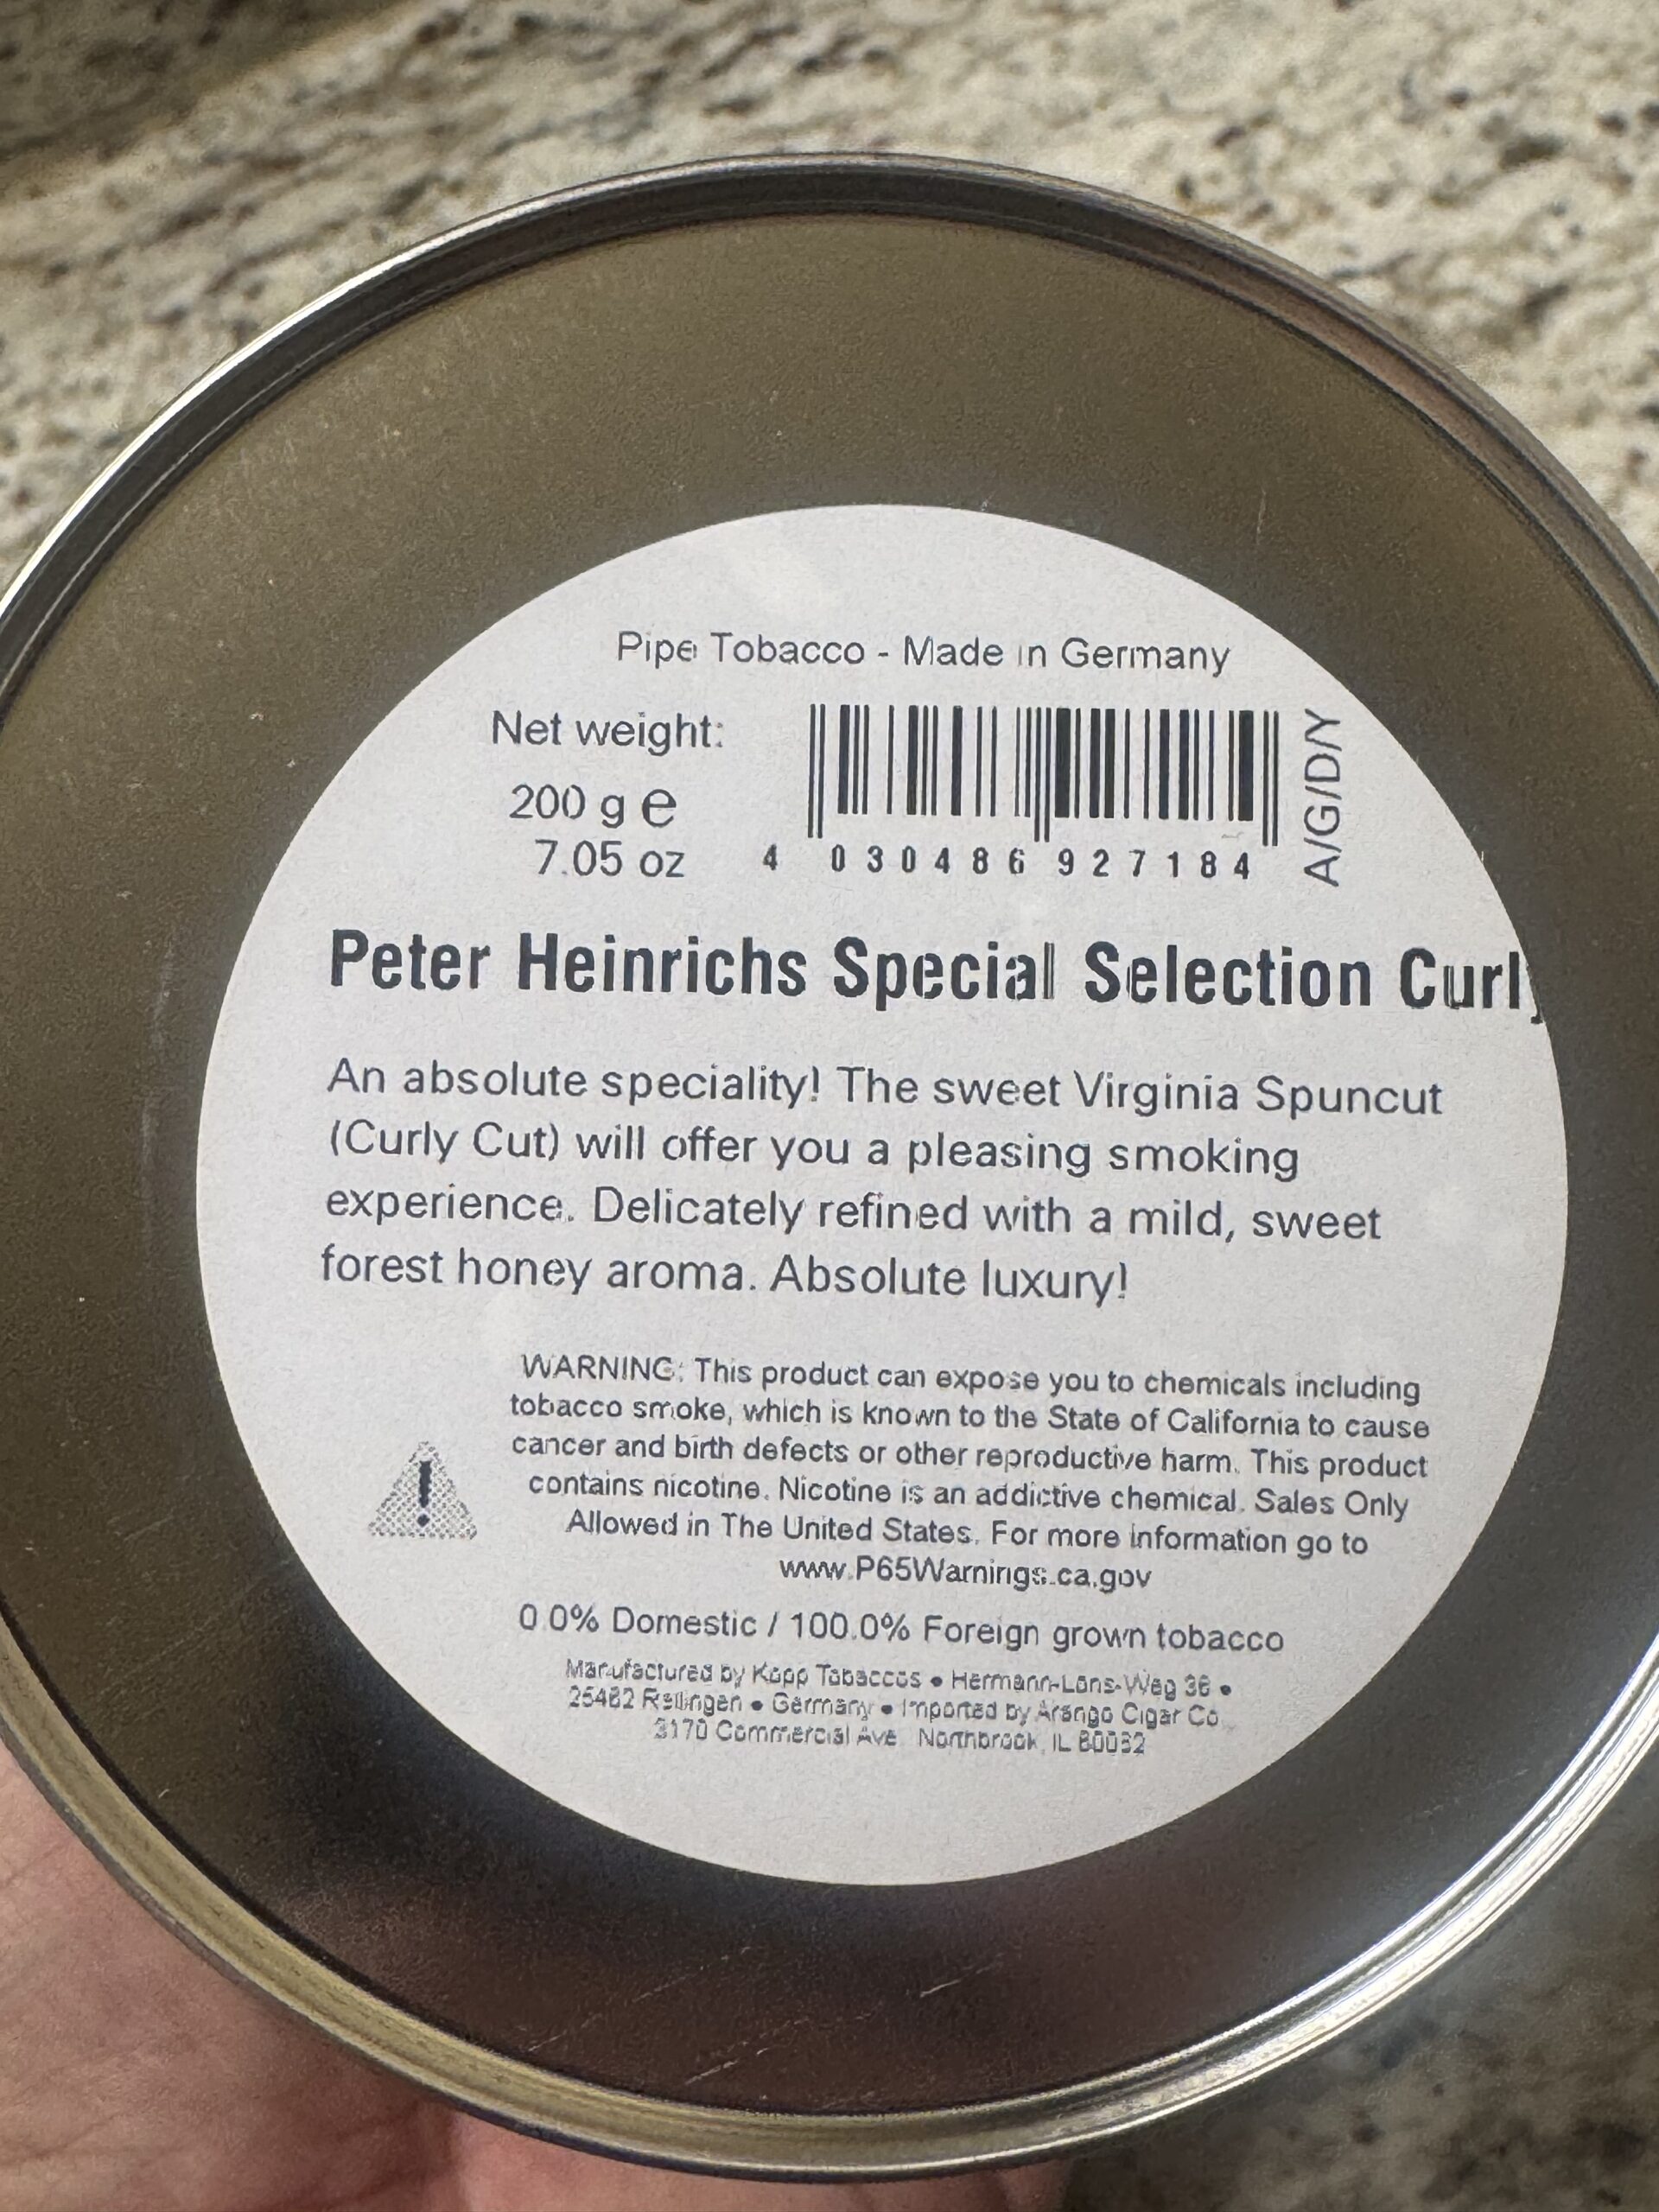 Pipe Tobacco - Made in Germany
Net weight:
200 g e
7.05 oz
4 030486 927184
A/G/D/Y
Peter Heinrichs Special Selection Curly
An absolute speciality! The sweet Virginia Spuncut
(Curly Cut) will offer you a pleasing smoking
experience. Delicately refined with a mild, sweet
forest honey aroma. Absolute luxury!
WARNING: This product can expose you to chemicals including
tobacco smoke, which is known to the State of California to cause
cancer and birth defects or other reproductive harm. This product
contains nicotine. Nicotine is an addictive chemical. Sales Only
Allowed in The United States. For more information go to
www.P65Warnings.ca.gov
0.0% Domestic / 100.0% Foreign grown tobacco
Manufactured by Kopp Tobaccos • Hermann-Löns-Weg 36 •
25462 Rellingen • Germany • Imported by Arango Cigar Co.
3170 Commercial Ave. Northbrook, IL 60062